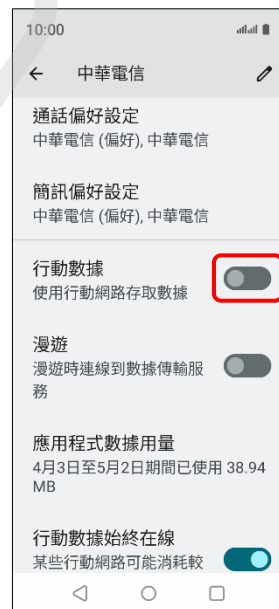 10:00
中華電信
通話偏好設定
中華電信 (偏好), 中華電信
簡訊偏好設定
中華電信 (偏好), 中華電信
行動數據
使用行動網路存取數據
漫遊
漫遊時連線到數據傳輸服
務
應用程式數據用量
4月3日至5月2日期間已使用 38.94
MB
行動數據始終在線
某些行動網路可能消耗較